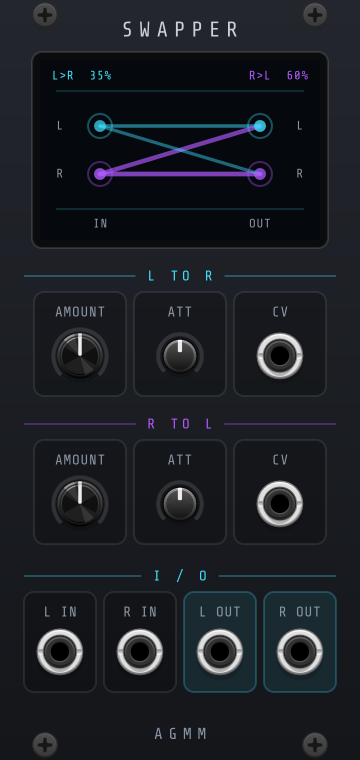 SWAPPER
L>R 35% R>L 60%
L L
R R
IN OUT
L TO R
AMOUNT ATT CV
R TO L
AMOUNT ATT CV
I / O
L IN R IN L OUT R OUT
AGMM